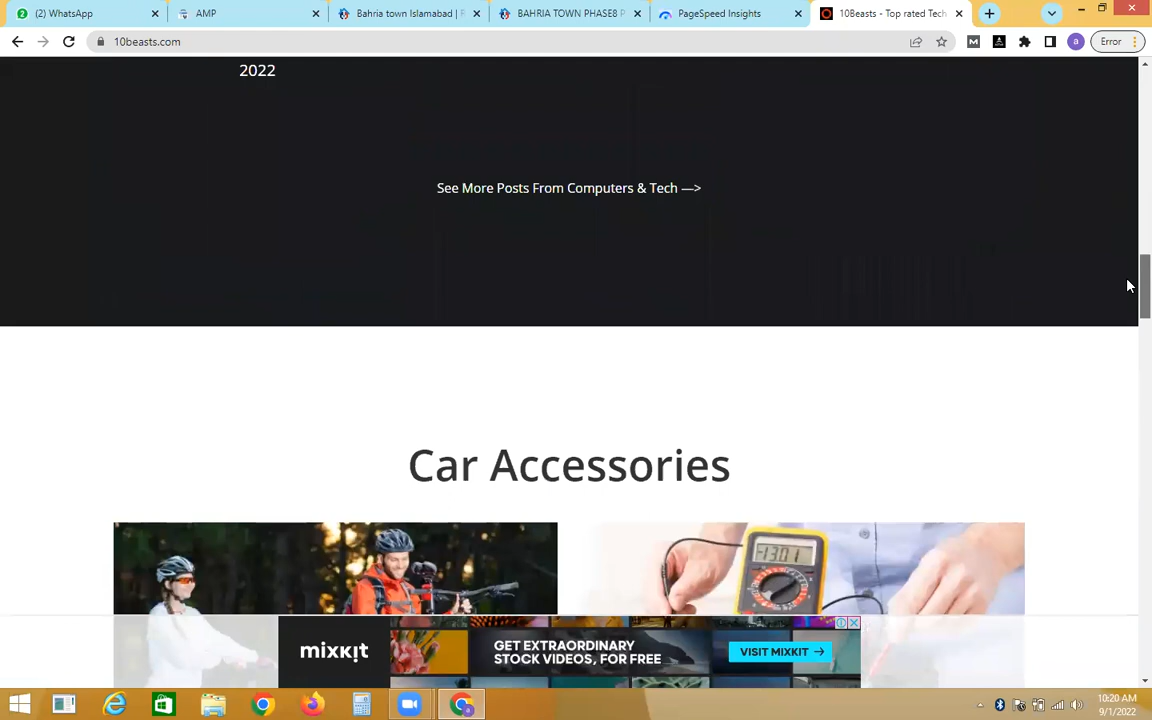 (2) WhatsApp
AMP
Bahria town Islamabad | R
BAHRIA TOWN PHASE8 P
PageSpeed Insights
10Beasts - Top rated Tech
10beasts.com
Error
2022
See More Posts From Computers & Tech —>
Car Accessories
-13.01
mixkit
GET EXTRAORDINARY
STOCK VIDEOS, FOR FREE
VISIT MIXKIT →
10:20 AM
9/1/2022